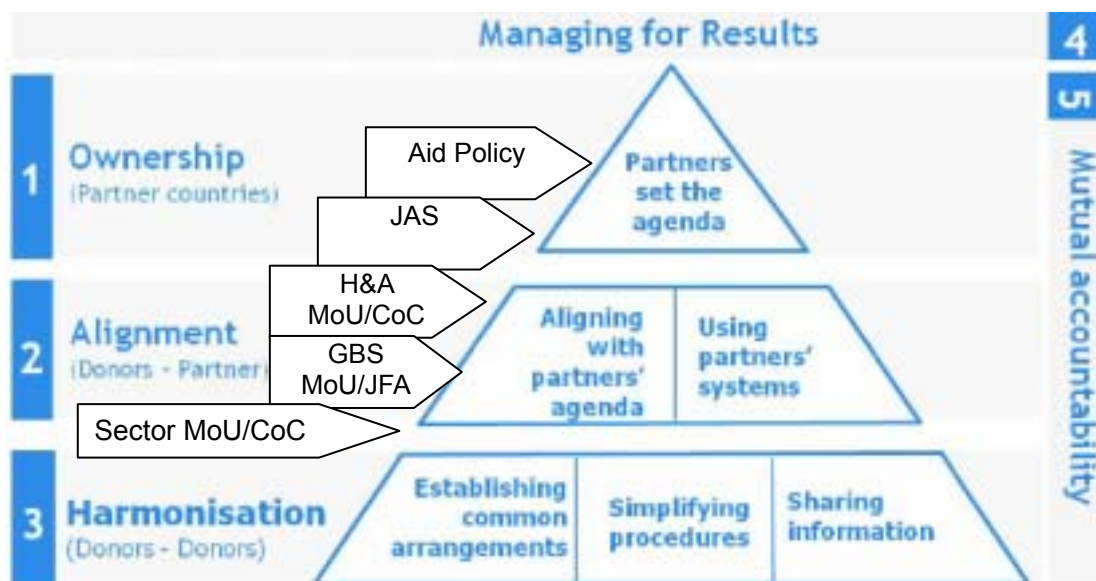 Managing for Results
4
5
Mutual accountability
1
Ownership
(Partner countries)
Aid Policy
JAS
Partners
set the
agenda
2
Alignment
(Donors - Partner)
H&A
MoU/CoC
GBS
MoU/JFA
Sector MoU/CoC
Aligning
with
partners'
agenda
Using
partners'
systems
3
Harmonisation
(Donors - Donors)
Establishing
common
arrangements
Simplifying
procedures
Sharing
information